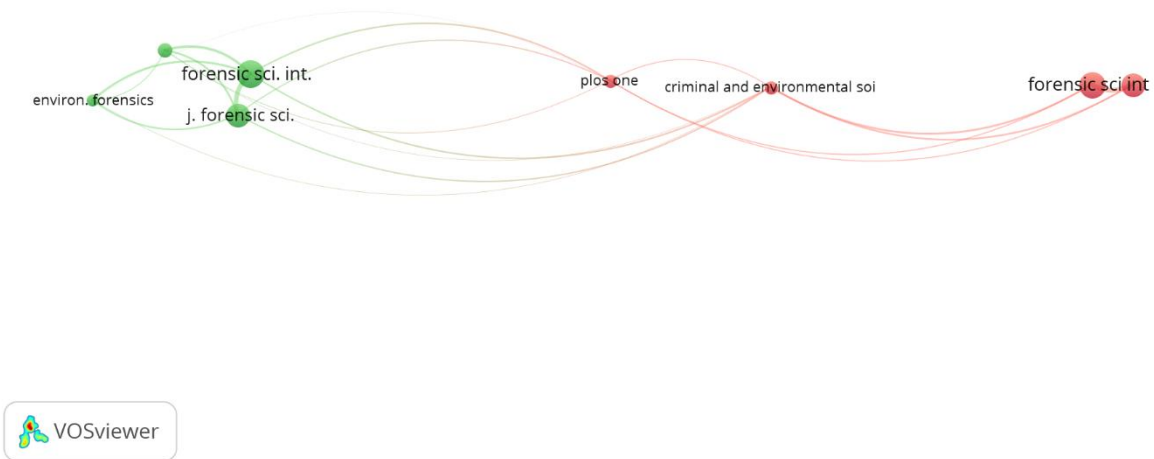 forensic sci. int.
environ. forensics
j. forensic sci.
plos one
criminal and environmental soi
forensic sci int
VOSviewer